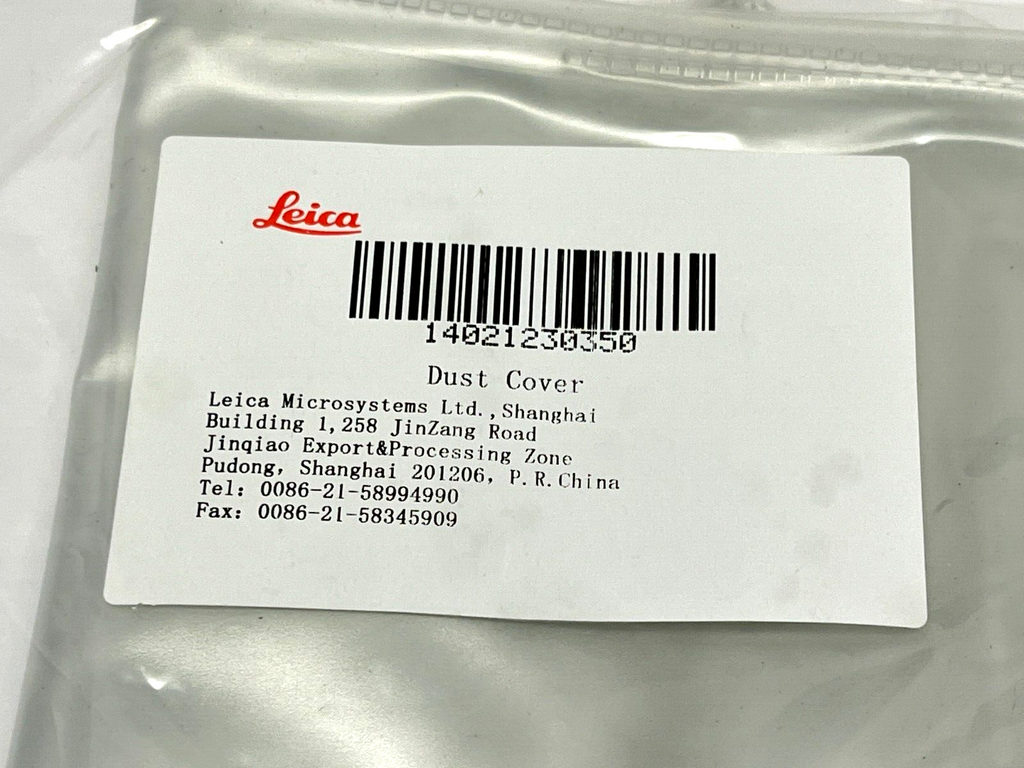 Leica
14021230350
Dust Cover
Leica Microsystems Ltd.,Shanghai
Building 1,258 JinZang Road
Jinqiao Export&Processing Zone
Pudong, Shanghai 201206, P.R.China
Tel: 0086-21-58994990
Fax: 0086-21-58345909